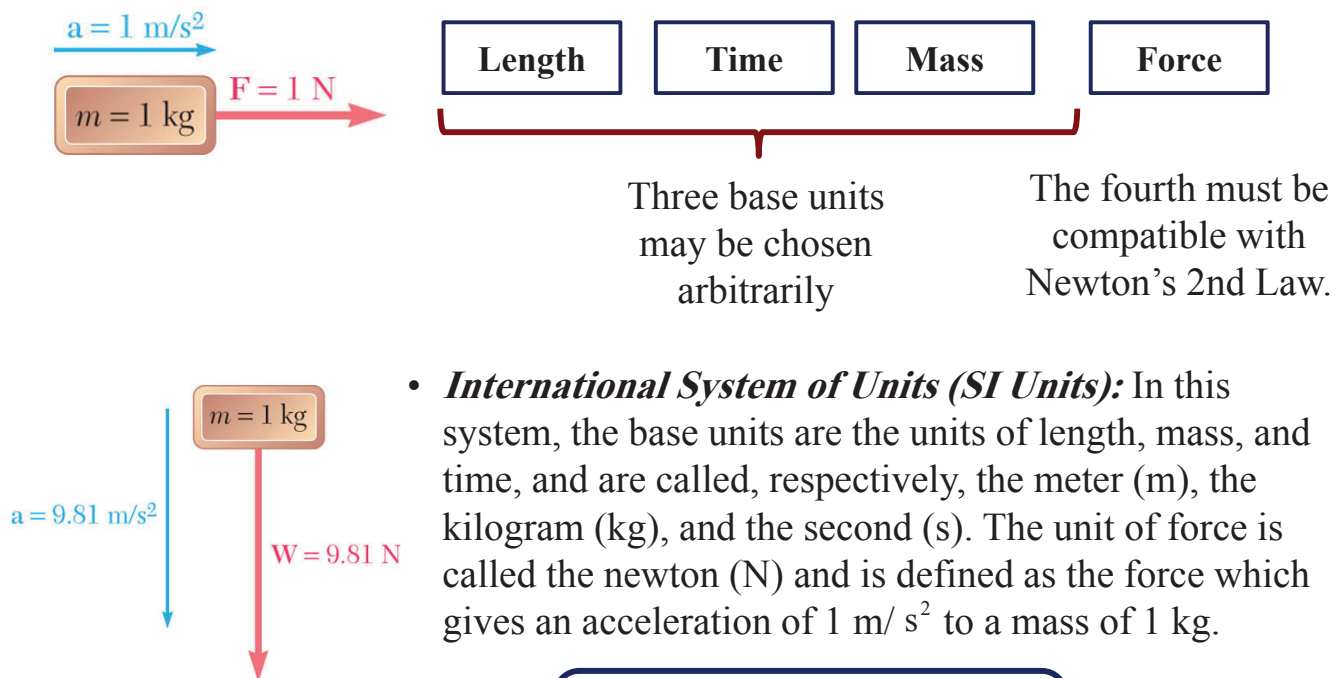 a = 1 m/s²
m = 1 kg
F = 1 N
Length
Time
Mass
Force
Three base units
may be chosen
arbitrarily
The fourth must be
compatible with
Newton’s 2nd Law.
m = 1 kg
a = 9.81 m/s²
W = 9.81 N
• International System of Units (SI Units): In this
system, the base units are the units of length, mass, and
time, and are called, respectively, the meter (m), the
kilogram (kg), and the second (s). The unit of force is
called the newton (N) and is defined as the force which
gives an acceleration of 1 m/ s² to a mass of 1 kg.